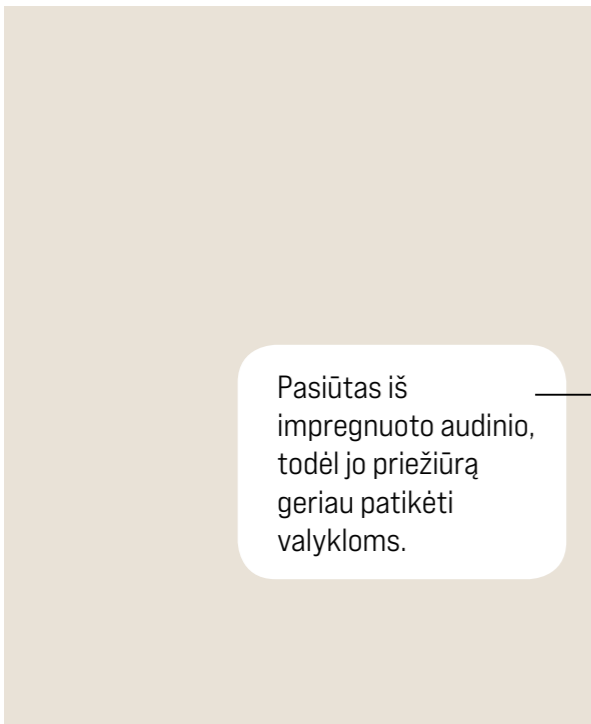 Pasiūtas iš
impregnuoto audinio,
todėl jo priežiūrą
geriau patikėti
valykloms.